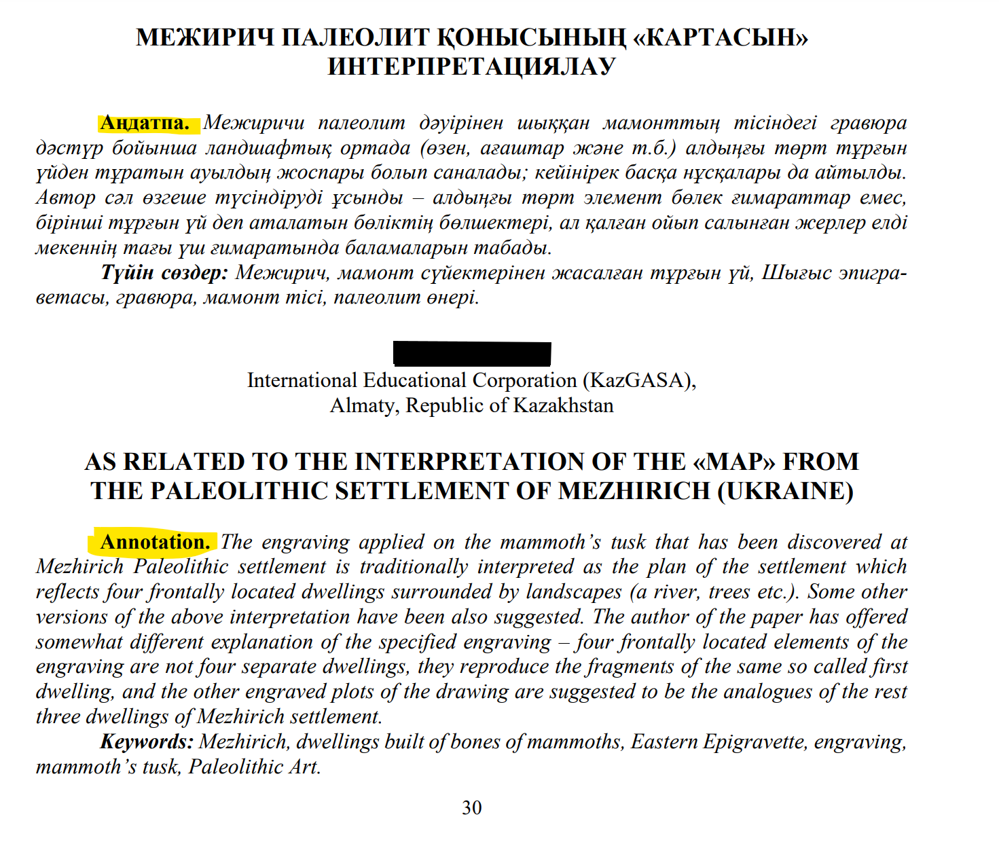 МЕЖИРИЧ ПАЛЕОЛИТ ҚОНЫСЫНЫҢ «КАРТАСЫН»
ИНТЕРПРЕТАЦИЯЛАУ
Аңдатпа. Межиричи палеолит дәуірінен шыққан мамонттың тісіндегі гравюра
дәстүр бойынша ландшафтық ортада (өзен, ағаштар және т.б.) алдыңғы төрт тұрғын
үйден тұратын ауылдың жоспары болып саналады; кейінірек басқа нұсқалары да айтылды.
Автор сәл өзгеше түсіндіруді ұсынды – алдыңғы төрт элемент бөлек ғимараттар емес,
бірінші тұрғын үй деп аталатын бөліктің бөлшектері, ал қалған ойып салынған жерлер елді
мекеннің тағы үш ғимаратында баламаларын табады.
Түйін сөздер: Межирич, мамонт сүйектерінен жасалған тұрғын үй, Шығыс эпигра-
ветасы, гравюра, мамонт тісі, палеолит өнері.
International Educational Corporation (KazGASA),
Almaty, Republic of Kazakhstan
AS RELATED TO THE INTERPRETATION OF THE «MAP» FROM
THE PALEOLITHIC SETTLEMENT OF MEZHIRICH (UKRAINE)
Annotation. The engraving applied on the mammoth’s tusk that has been discovered at
Mezhirich Paleolithic settlement is traditionally interpreted as the plan of the settlement which
reflects four frontally located dwellings surrounded by landscapes (a river, trees etc.). Some other
versions of the above interpretation have been also suggested. The author of the paper has offered
somewhat different explanation of the specified engraving – four frontally located elements of the
engraving are not four separate dwellings, they reproduce the fragments of the same so called first
dwelling, and the other engraved plots of the drawing are suggested to be the analogues of the rest
three dwellings of Mezhirich settlement.
Keywords: Mezhirich, dwellings built of bones of mammoths, Eastern Epigravette, engraving,
mammoth’s tusk, Paleolithic Art.
30